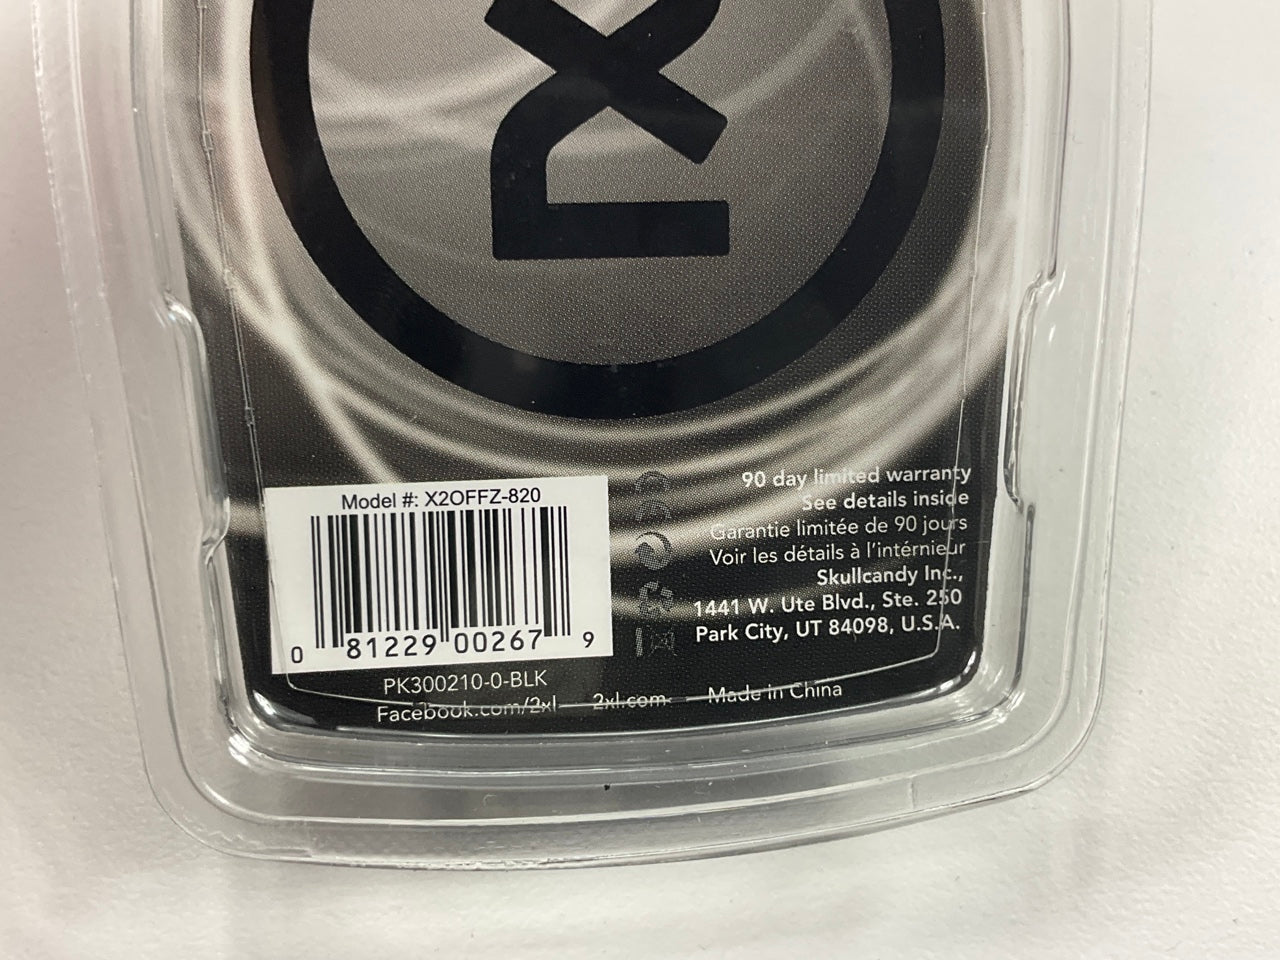 Model #: X2OFFZ-820
0 81229 00267 9
PK300210-0-BLK
Facebook.com/2xl 2xl.com Made in China
90 day limited warranty
See details inside
Garantie limitée de 90 jours
Voir les détails à l'intérnieur
Skullcandy Inc.,
1441 W. Ute Blvd., Ste. 250
Park City, UT 84098, U.S.A.